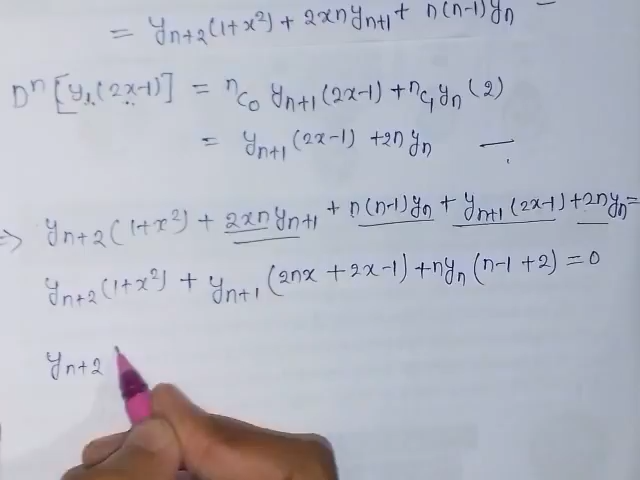 = yₙ₊₂(1+x²) + 2xn yₙ₊₁ + n(n-1)yₙ —
Dⁿ[y₁(2x-1)] = ⁿC₀ yₙ₊₁(2x-1) + ⁿC₁ yₙ(2)
= yₙ₊₁(2x-1) + 2nyₙ —
⇒ yₙ₊₂(1+x²) + 2xn yₙ₊₁ + n(n-1)yₙ + yₙ₊₁(2x-1) + 2nyₙ =
yₙ₊₂(1+x²) + yₙ₊₁(2nx + 2x-1) + nyₙ(n-1+2) = 0
yₙ₊₂